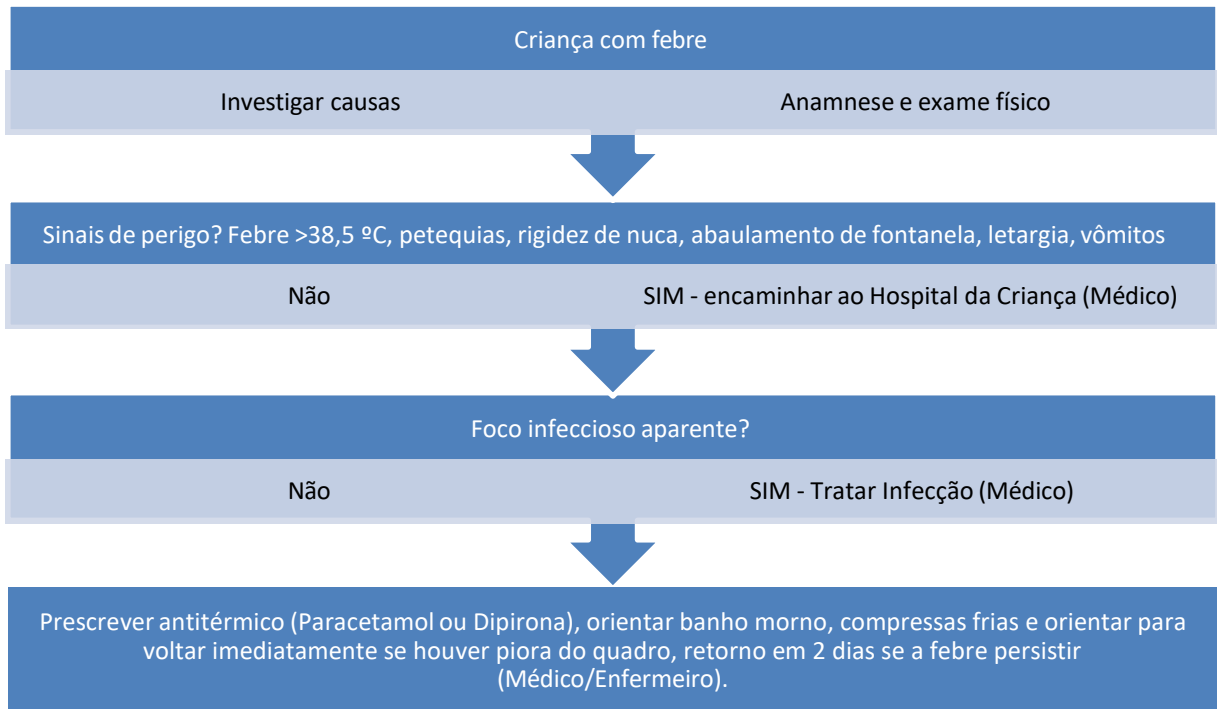 Criança com febre
Investigar causas
Anamnese e exame físico
Sinais de perigo? Febre >38,5 ºC, petequias, rigidez de nuca, abaulamento de fontanela, letargia, vômitos
Não
SIM - encaminhar ao Hospital da Criança (Médico)
Foco infeccioso aparente?
Não
SIM - Tratar Infecção (Médico)
Prescrever antitérmico (Paracetamol ou Dipirona), orientar banho morno, compressas frias e orientar para
voltar imediatamente se houver piora do quadro, retorno em 2 dias se a febre persistir
(Médico/Enfermeiro).